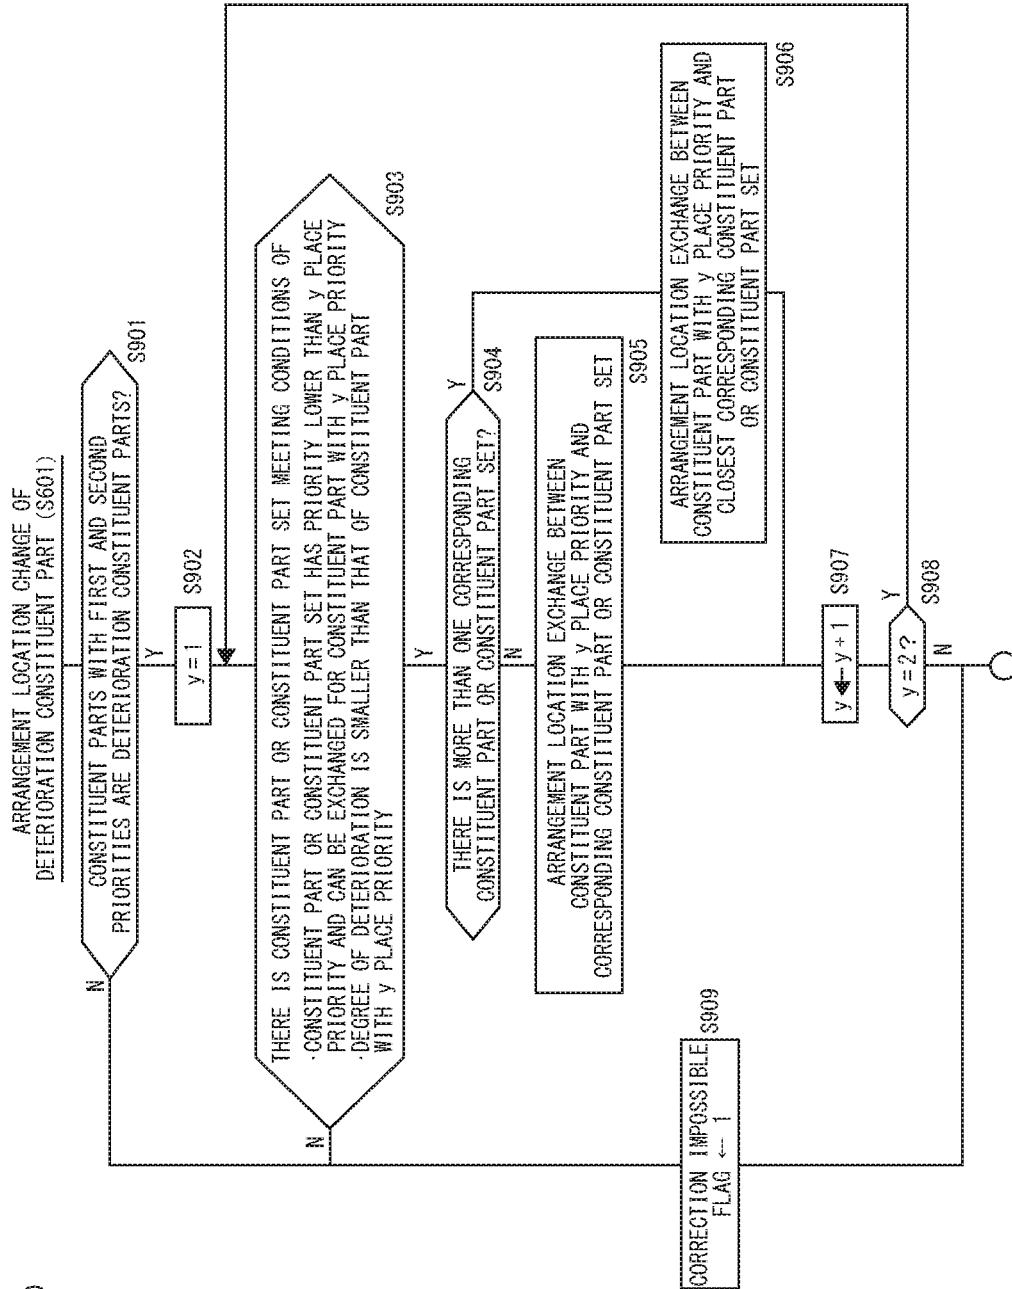 ARRANGEMENT LOCATION CHANGE OF
DETERIORATION CONSTITUENT PART (S601)
CONSTITUENT PARTS WITH FIRST AND SECOND
PRIORITIES ARE DETERIORATION CONSTITUENT PARTS?
S901
N
Y
y=1
S902
THERE IS CONSTITUENT PART OR CONSTITUENT PART SET MEETING CONDITIONS OF
·CONSTITUENT PART OR CONSTITUENT PART SET HAS PRIORITY LOWER THAN y PLACE
PRIORITY AND CAN BE EXCHANGED FOR CONSTITUENT PART WITH y PLACE PRIORITY
·DEGREE OF DETERIORATION IS SMALLER THAN THAT OF CONSTITUENT PART
WITH y PLACE PRIORITY
S903
N
Y
THERE IS MORE THAN ONE CORRESPONDING
CONSTITUENT PART OR CONSTITUENT PART SET?
S904
Y
N
ARRANGEMENT LOCATION EXCHANGE BETWEEN
CONSTITUENT PART WITH y PLACE PRIORITY AND
CORRESPONDING CONSTITUENT PART OR CONSTITUENT PART SET
S905
ARRANGEMENT LOCATION EXCHANGE BETWEEN
CONSTITUENT PART WITH y PLACE PRIORITY AND
CLOSEST CORRESPONDING CONSTITUENT PART
OR CONSTITUENT PART SET
S906
CORRECTION IMPOSSIBLE
FLAG ← 1
S909
y ← y+1
S907
y=2?
S908
Y
N